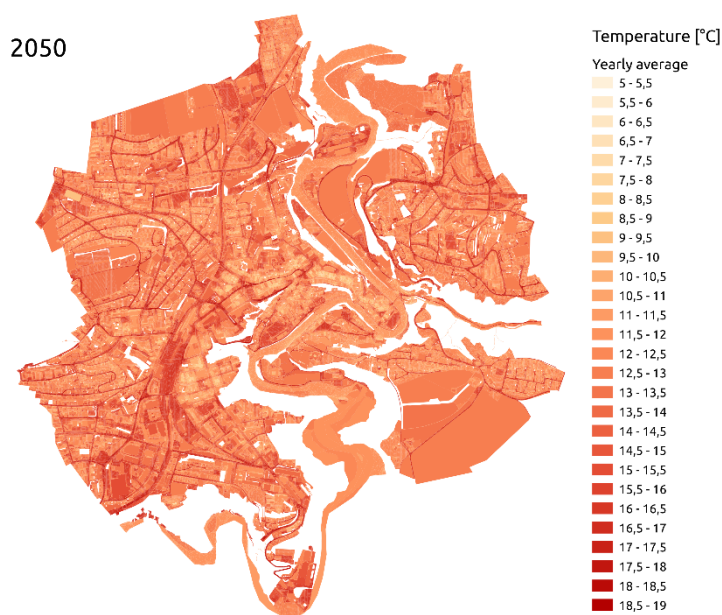 2050
Temperature [°C]
Yearly average
5 - 5,5
5,5 - 6
6 - 6,5
6,5 - 7
7 - 7,5
7,5 - 8
8 - 8,5
8,5 - 9
9 - 9,5
9,5 - 10
10 - 10,5
10,5 - 11
11 - 11,5
11,5 - 12
12 - 12,5
12,5 - 13
13 - 13,5
13,5 - 14
14 - 14,5
14,5 - 15
15 - 15,5
15,5 - 16
16 - 16,5
16,5 - 17
17 - 17,5
17,5 - 18
18 - 18,5
18,5 - 19